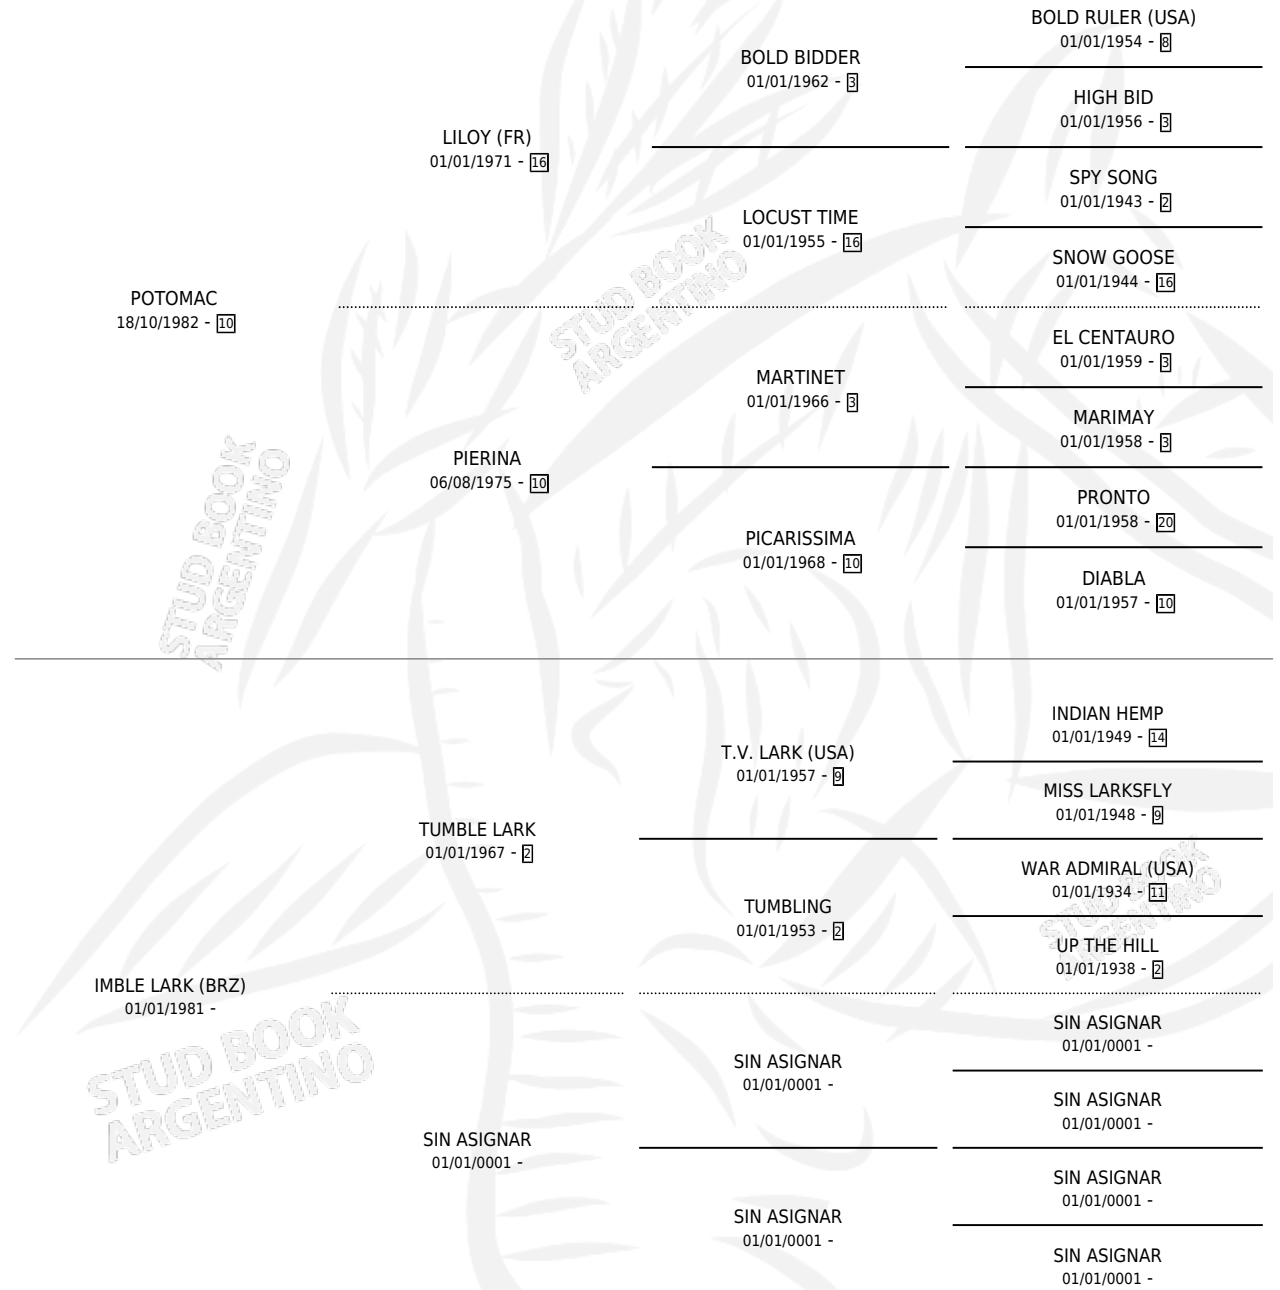 BOLD RULER (USA)
01/01/1954 - 8
BOLD BIDDER
01/01/1962 - 3
HIGH BID
01/01/1956 - 3
LILOY (FR)
01/01/1971 - 16
SPY SONG
01/01/1943 - 2
LOCUST TIME
01/01/1955 - 16
SNOW GOOSE
01/01/1944 - 16
POTOMAC
18/10/1982 - 10
EL CENTAURO
01/01/1959 - 3
MARTINET
01/01/1966 - 3
MARIMAY
01/01/1958 - 3
PIERINA
06/08/1975 - 10
PRONTO
01/01/1958 - 20
PICARISSIMA
01/01/1968 - 10
DIABLA
01/01/1957 - 10
STUD BOOK
ARGENTINO
STUD BOOK
ARGENTINO
INDIAN HEMP
01/01/1949 - 14
T.V. LARK (USA)
01/01/1957 - 9
MISS LARKSFLY
01/01/1948 - 9
TUMBLE LARK
01/01/1967 - 2
WAR ADMIRAL (USA)
01/01/1934 - 11
TUMBLING
01/01/1953 - 2
UP THE HILL
01/01/1938 - 2
STUD BOOK
ARGENTINO
IMBLE LARK (BRZ)
01/01/1981 -
SIN ASIGNAR
01/01/0001 -
SIN ASIGNAR
01/01/0001 -
SIN ASIGNAR
01/01/0001 -
SIN ASIGNAR
01/01/0001 -
SIN ASIGNAR
01/01/0001 -
SIN ASIGNAR
01/01/0001 -
SIN ASIGNAR
01/01/0001 -
STUD BOOK
ARGENTINO